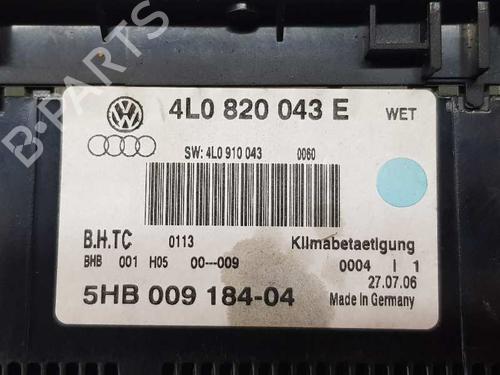 4L0 820 043 E WET
SW: 4L0 910 043 0060
B.H.TC 0113 Klimabetaetigung
BHB 001 H05 00---009 0004 I 1
27.07.06
5HB 009 184-04 Made in Germany
B-PARTS